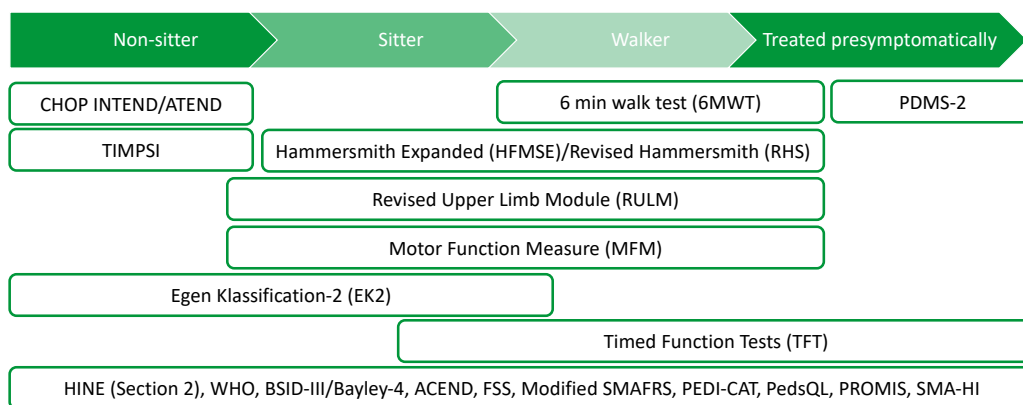 Non-sitter
Sitter
Walker
Treated presymptomatically
CHOP INTEND/ATEND
6 min walk test (6MWT)
PDMS-2
TIMPSI
Hammersmith Expanded (HFMSE)/Revised Hammersmith (RHS)
Revised Upper Limb Module (RULM)
Motor Function Measure (MFM)
Egen Klassification-2 (EK2)
Timed Function Tests (TFT)
HINE (Section 2), WHO, BSID-III/Bayley-4, ACEND, FSS, Modified SMAFRS, PEDI-CAT, PedsQL, PROMIS, SMA-HI